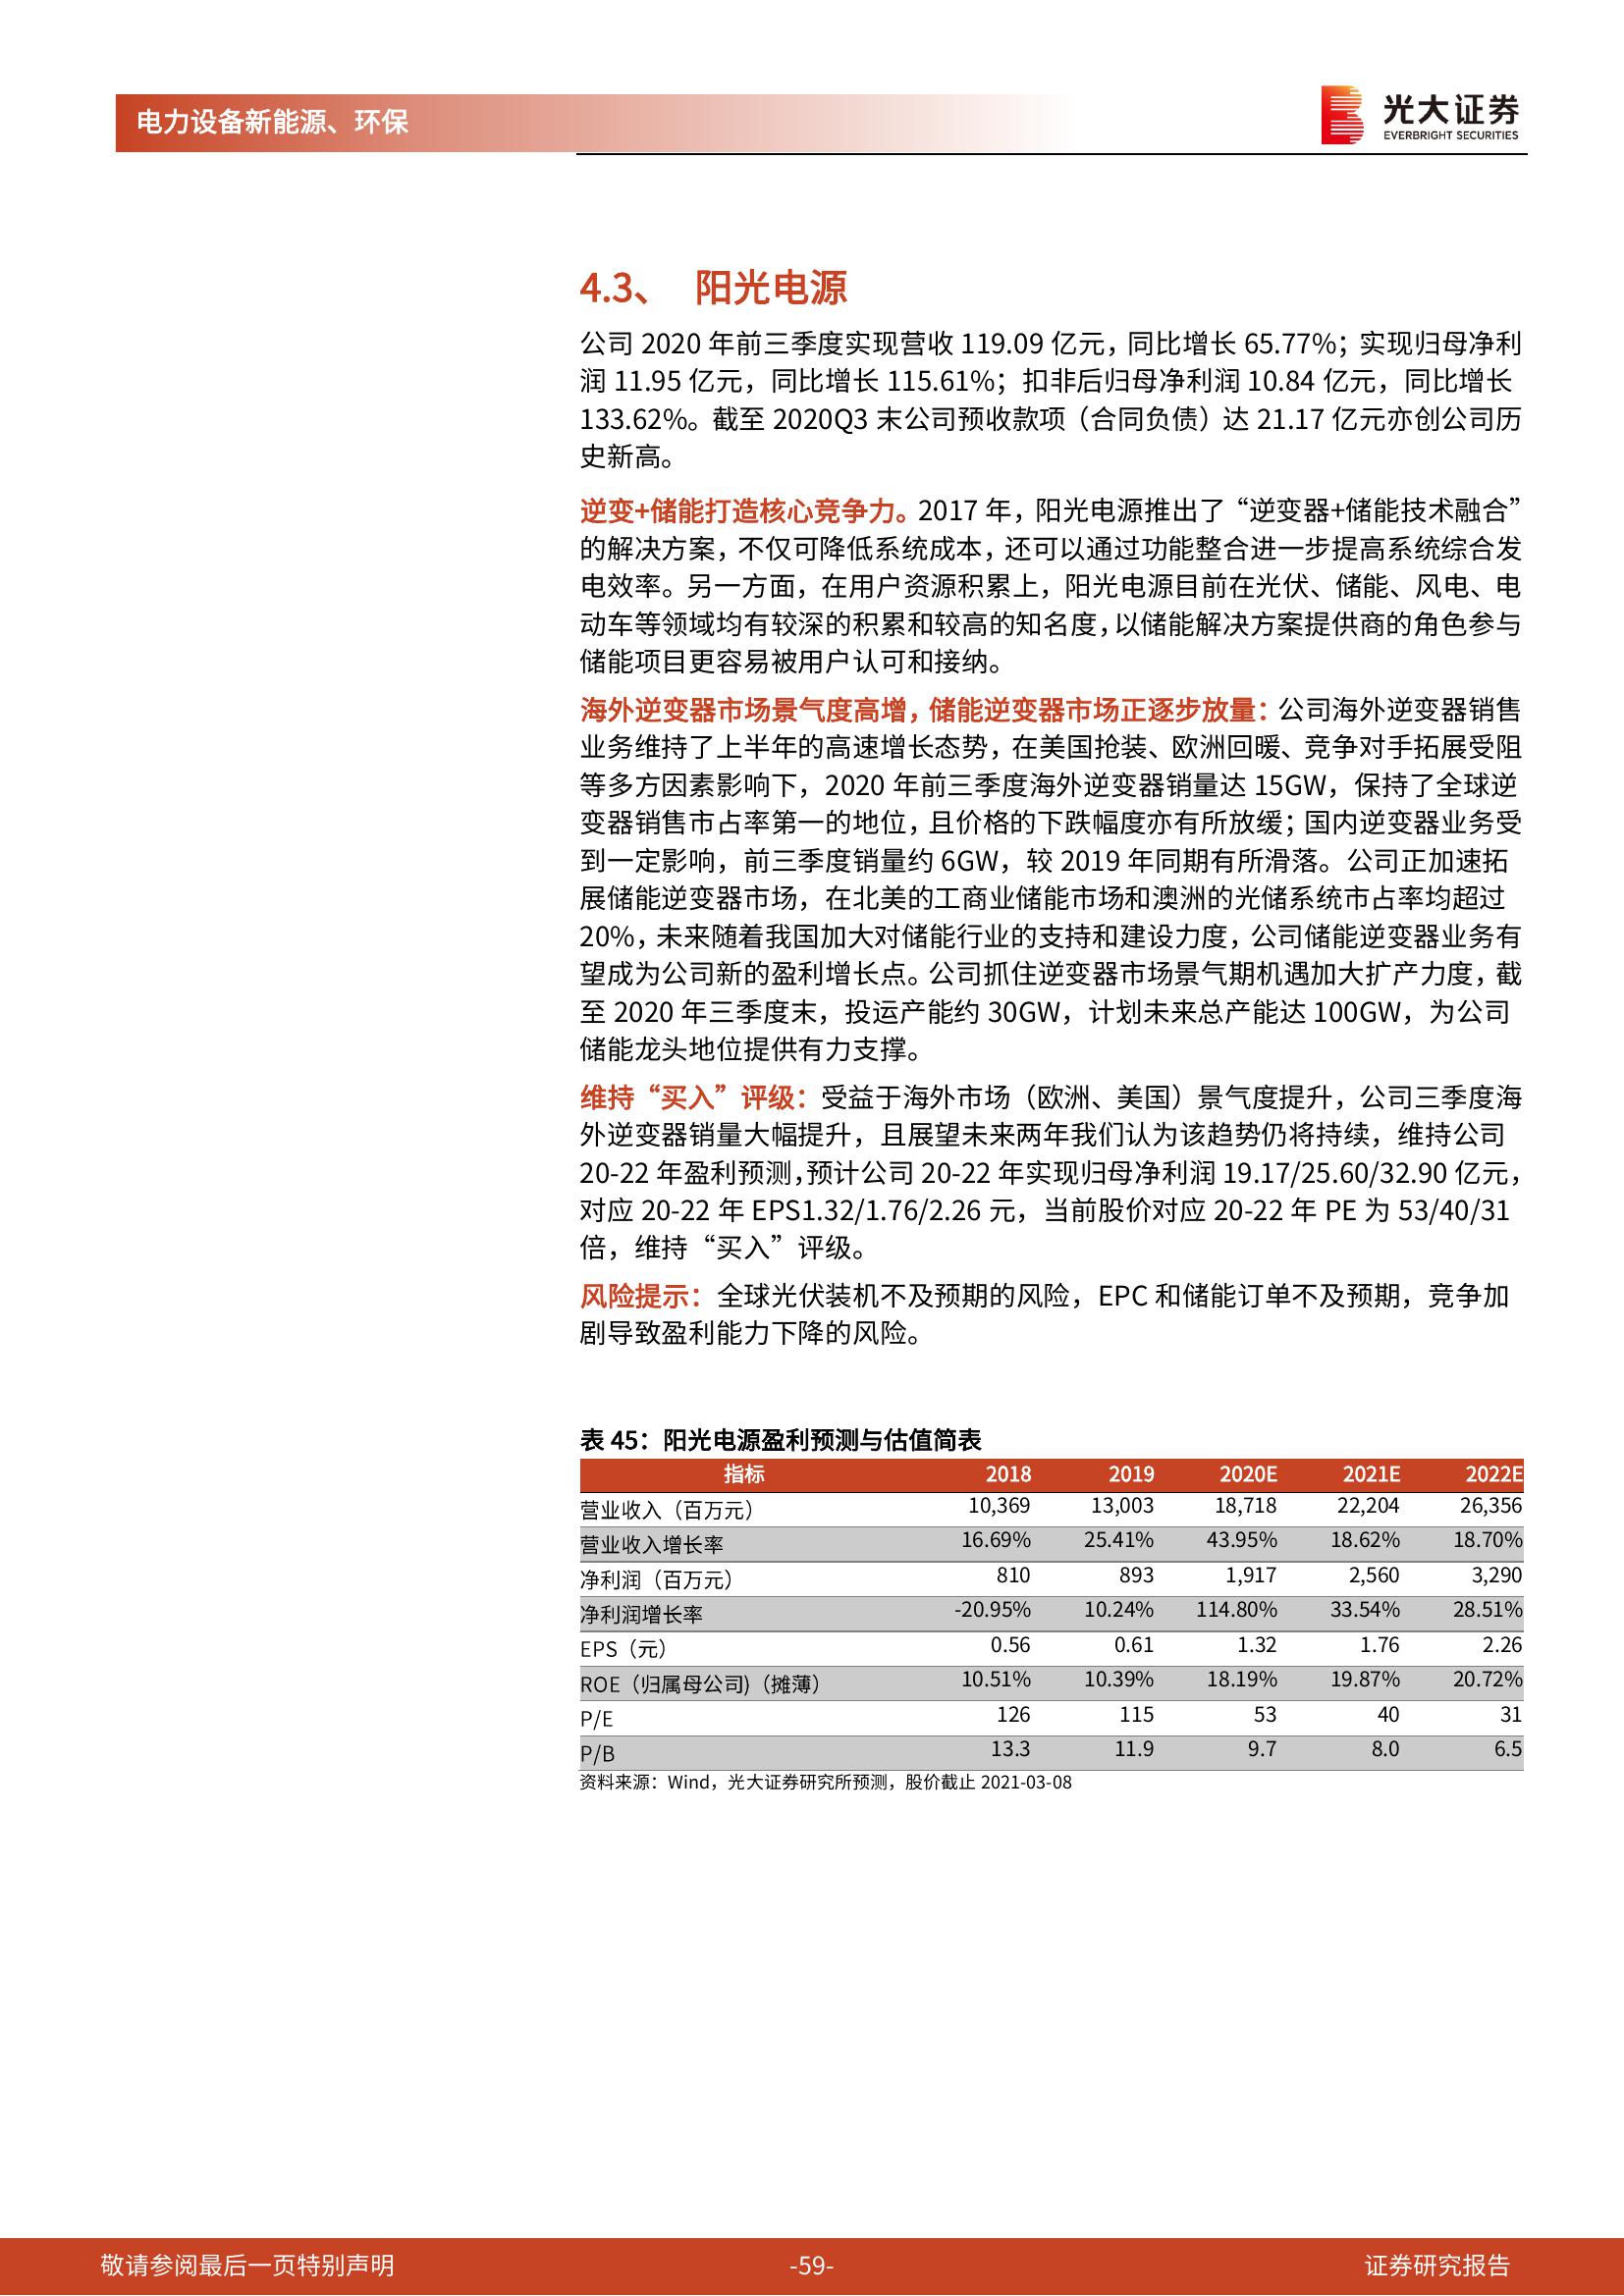 电力设备新能源、环保
光大证券
EVERBRIGHT SECURITIES
4.3、 阳光电源
公司 2020 年前三季度实现营收 119.09 亿元，同比增长 65.77%；实现归母净利
润 11.95 亿元，同比增长 115.61%；扣非后归母净利润 10.84 亿元，同比增长
133.62%。截至 2020Q3 末公司预收款项（合同负债）达 21.17 亿元亦创公司历
史新高。
逆变+储能打造核心竞争力。2017 年，阳光电源推出了“逆变器+储能技术融合”
的解决方案，不仅可降低系统成本，还可以通过功能整合进一步提高系统综合发
电效率。另一方面，在用户资源积累上，阳光电源目前在光伏、储能、风电、电
动车等领域均有较深的积累和较高的知名度，以储能解决方案提供商的角色参与
储能项目更容易被用户认可和接纳。
海外逆变器市场景气度高增，储能逆变器市场正逐步放量：公司海外逆变器销售
业务维持了上半年的高速增长态势，在美国抢装、欧洲回暖、竞争对手拓展受阻
等多方因素影响下，2020 年前三季度海外逆变器销量达 15GW，保持了全球逆
变器销售市占率第一的地位，且价格的下跌幅度亦有所放缓；国内逆变器业务受
到一定影响，前三季度销量约 6GW，较 2019 年同期有所滑落。公司正加速拓
展储能逆变器市场，在北美的工商业储能市场和澳洲的光储系统市占率均超过
20%，未来随着我国加大对储能行业的支持和建设力度，公司储能逆变器业务有
望成为公司新的盈利增长点。公司抓住逆变器市场景气期机遇加大扩产力度，截
至 2020 年三季度末，投运产能约 30GW，计划未来总产能达 100GW，为公司
储能龙头地位提供有力支撑。
维持“买入”评级：受益于海外市场（欧洲、美国）景气度提升，公司三季度海
外逆变器销量大幅提升，且展望未来两年我们认为该趋势仍将持续，维持公司
20-22 年盈利预测，预计公司 20-22 年实现归母净利润 19.17/25.60/32.90 亿元，
对应 20-22 年 EPS1.32/1.76/2.26 元，当前股价对应 20-22 年 PE 为 53/40/31
倍，维持“买入”评级。
风险提示：全球光伏装机不及预期的风险，EPC 和储能订单不及预期，竞争加
剧导致盈利能力下降的风险。
表 45：阳光电源盈利预测与估值简表
指标 2018 2019 2020E 2021E 2022E
营业收入（百万元） 10,369 13,003 18,718 22,204 26,356
营业收入增长率 16.69% 25.41% 43.95% 18.62% 18.70%
净利润（百万元） 810 893 1,917 2,560 3,290
净利润增长率 -20.95% 10.24% 114.80% 33.54% 28.51%
EPS（元） 0.56 0.61 1.32 1.76 2.26
ROE（归属母公司)（摊薄） 10.51% 10.39% 18.19% 19.87% 20.72%
P/E 126 115 53 40 31
P/B 13.3 11.9 9.7 8.0 6.5
资料来源：Wind，光大证券研究所预测，股价截止 2021-03-08
敬请参阅最后一页特别声明 -59- 证券研究报告